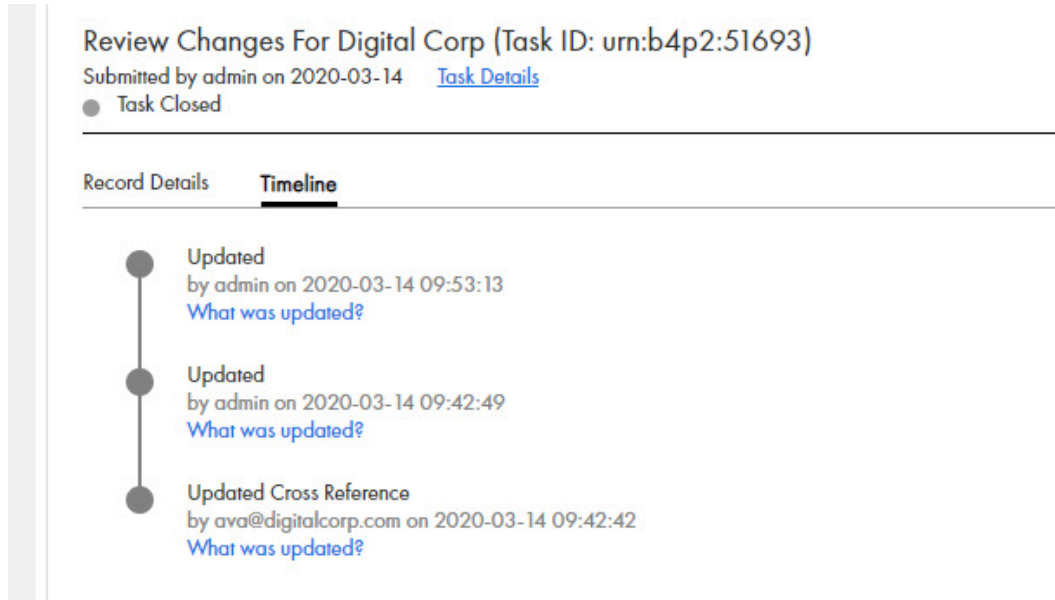 Review Changes For Digital Corp (Task ID: urn:b4p2:51693)
Submitted by admin on 2020-03-14 Task Details
Task Closed
Record Details Timeline
Updated
by admin on 2020-03-14 09:53:13
What was updated?
Updated
by admin on 2020-03-14 09:42:49
What was updated?
Updated Cross Reference
by ava@digitalcorp.com on 2020-03-14 09:42:42
What was updated?